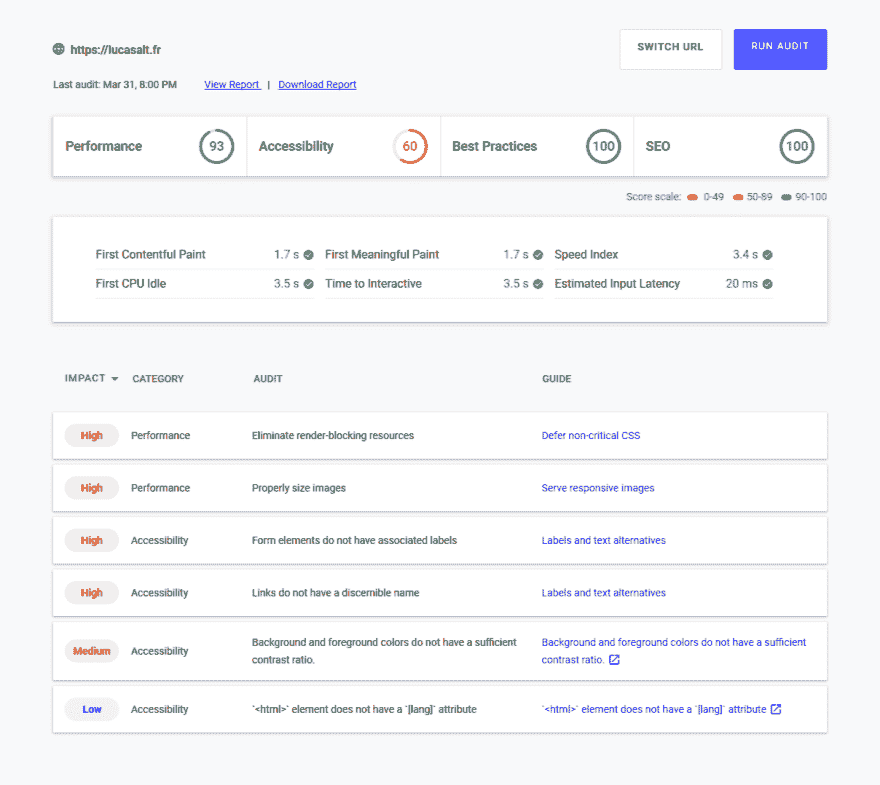 https://lucasalt.fr
SWITCH URL
RUN AUDIT
Last audit: Mar 31, 8:00 PM View Report | Download Report
Performance 93 Accessibility 60 Best Practices 100 SEO 100
Score scale: 0-49 50-89 90-100
First Contentful Paint 1.7 s First Meaningful Paint 1.7 s Speed Index 3.4 s
First CPU Idle 3.5 s Time to Interactive 3.5 s Estimated Input Latency 20 ms
IMPACT CATEGORY AUDIT GUIDE
High Performance Eliminate render-blocking resources Defer non-critical CSS
High Performance Properly size images Serve responsive images
High Accessibility Form elements do not have associated labels Labels and text alternatives
High Accessibility Links do not have a discernible name Labels and text alternatives
Medium Accessibility Background and foreground colors do not have a sufficient
contrast ratio. Background and foreground colors do not have a sufficient
contrast ratio.
Low Accessibility `<html>` element does not have a `[lang]` attribute `<html>` element does not have a `[lang]` attribute